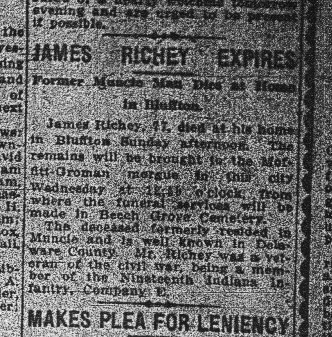 evening and are urged to be present
if possible.
JAMES RICHEY EXPIRES
Former Muncie Man Died at Home
in Bluffton.
James Richey, 77, died at his home
in Bluffton Sunday afternoon. The
remains will be brought to the Mof-
fitt-Groman morgue in this city
Wednesday at o'clock from
where the funeral services will be
made in Beech Grove Cemetery.
The deceased formerly resided in
Muncie and is well known in Dela-
ware County. Mr. Richey was a vet-
eran of the civil war, being a mem-
ber of the Nineteenth Indiana In-
fantry, Company
MAKES PLEA FOR LENIENCY